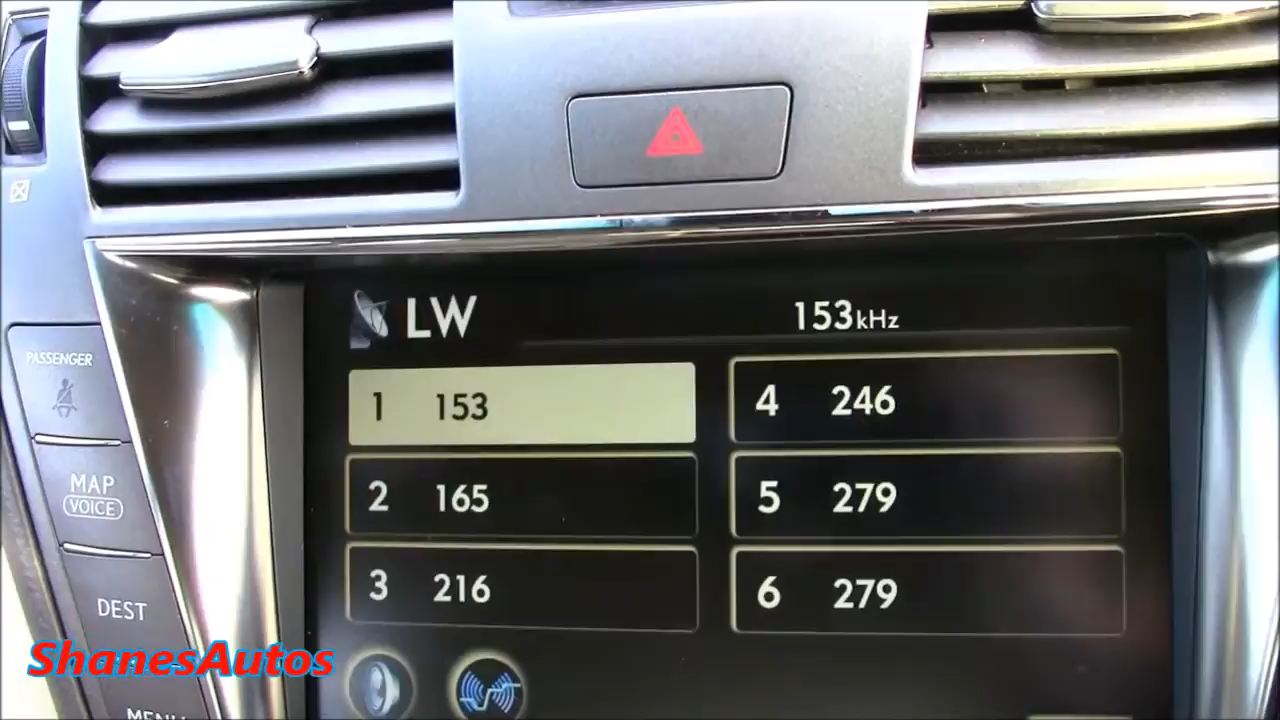 LW 153kHz
PASSENGER
1 153
4 246
MAP
VOICE
2 165
5 279
DEST
3 216
6 279
ShanesAutos
MENU